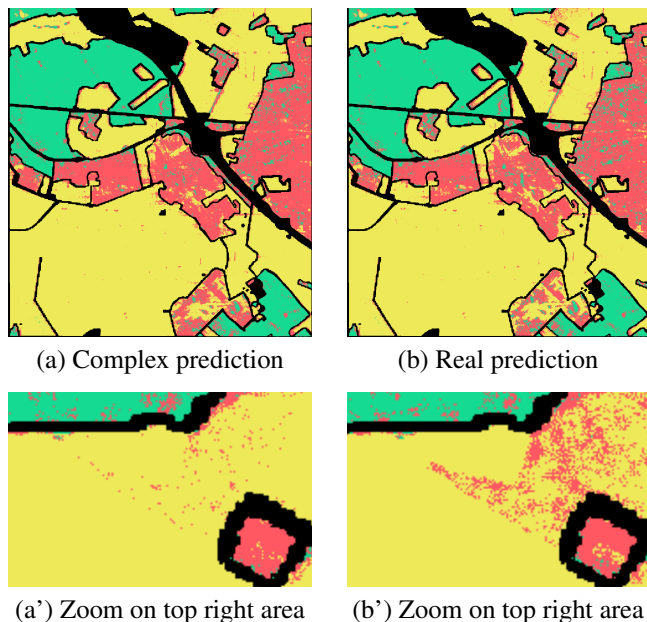 (a) Complex prediction
(b) Real prediction
(a’) Zoom on top right area
(b’) Zoom on top right area